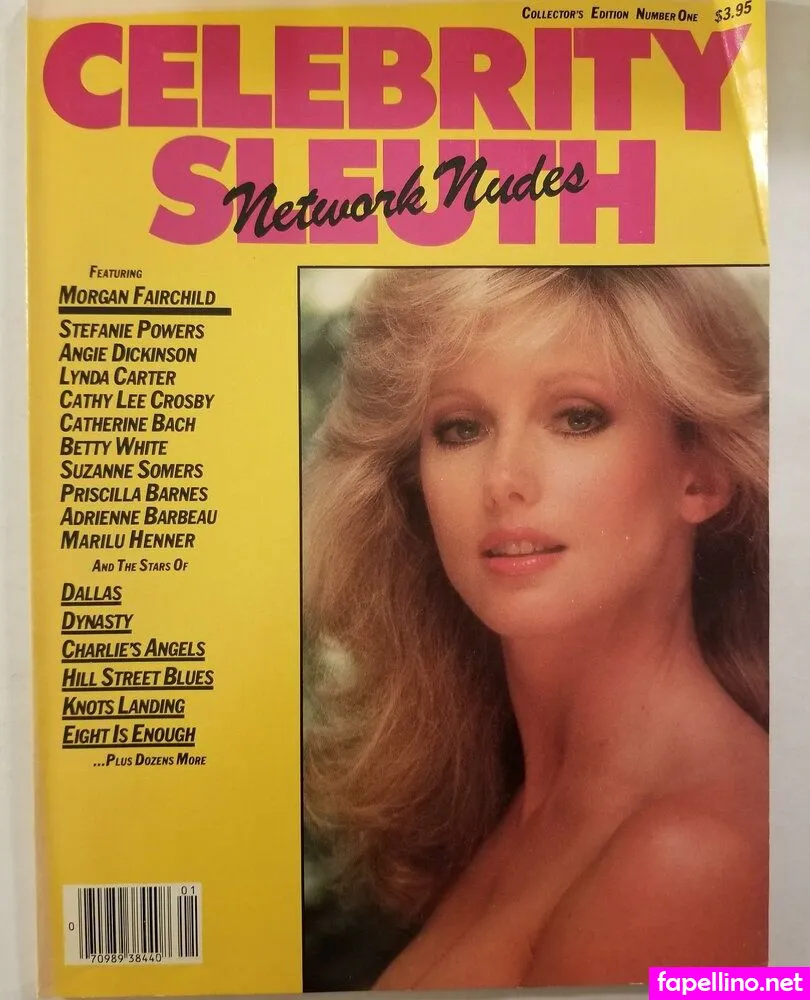 COLLECTOR'S EDITION NUMBER ONE $3.95
CELEBRITY
SLEUTH
Network Nudes
FEATURING
MORGAN FAIRCHILD
STEFANIE POWERS
ANGIE DICKINSON
LYNDA CARTER
CATHY LEE CROSBY
CATHERINE BACH
BETTY WHITE
SUZANNE SOMERS
PRISCILLA BARNES
ADRIENNE BARBEAU
MARILU HENNER
AND THE STARS OF
DALLAS
DYNASTY
CHARLIE'S ANGELS
HILL STREET BLUES
KNOTS LANDING
EIGHT IS ENOUGH
...PLUS DOZENS MORE
01
0 70989 38440
fapellino.net